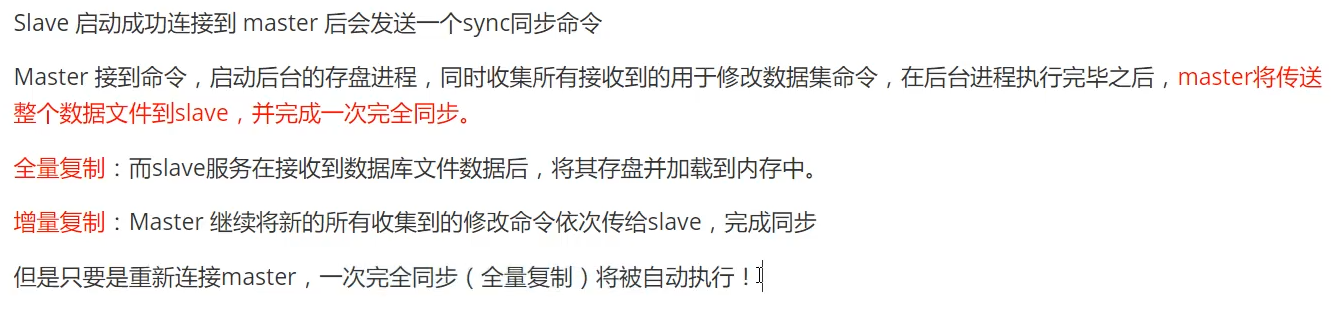 Slave 启动成功连接到 master 后会发送一个sync同步命令
Master 接到命令，启动后台的存盘进程，同时收集所有接收到的用于修改数据集命令，在后台进程执行完毕之后，master将传送
整个数据文件到slave，并完成一次完全同步。
全量复制：而slave服务在接收到数据库文件数据后，将其存盘并加载到内存中。
增量复制：Master 继续将新的所有收集到的修改命令依次传给slave，完成同步
但是只要是重新连接master，一次完全同步（全量复制）将被自动执行！